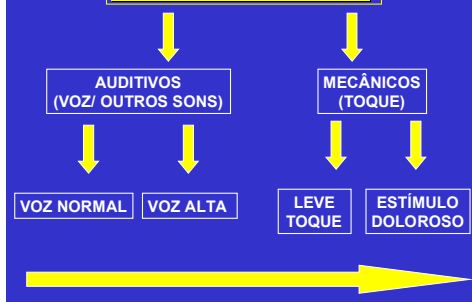 AUDITIVOS
(VOZ/ OUTROS SONS)
MECÂNICOS
(TOQUE)
VOZ NORMAL
VOZ ALTA
LEVE
TOQUE
ESTÍMULO
DOLOROSO